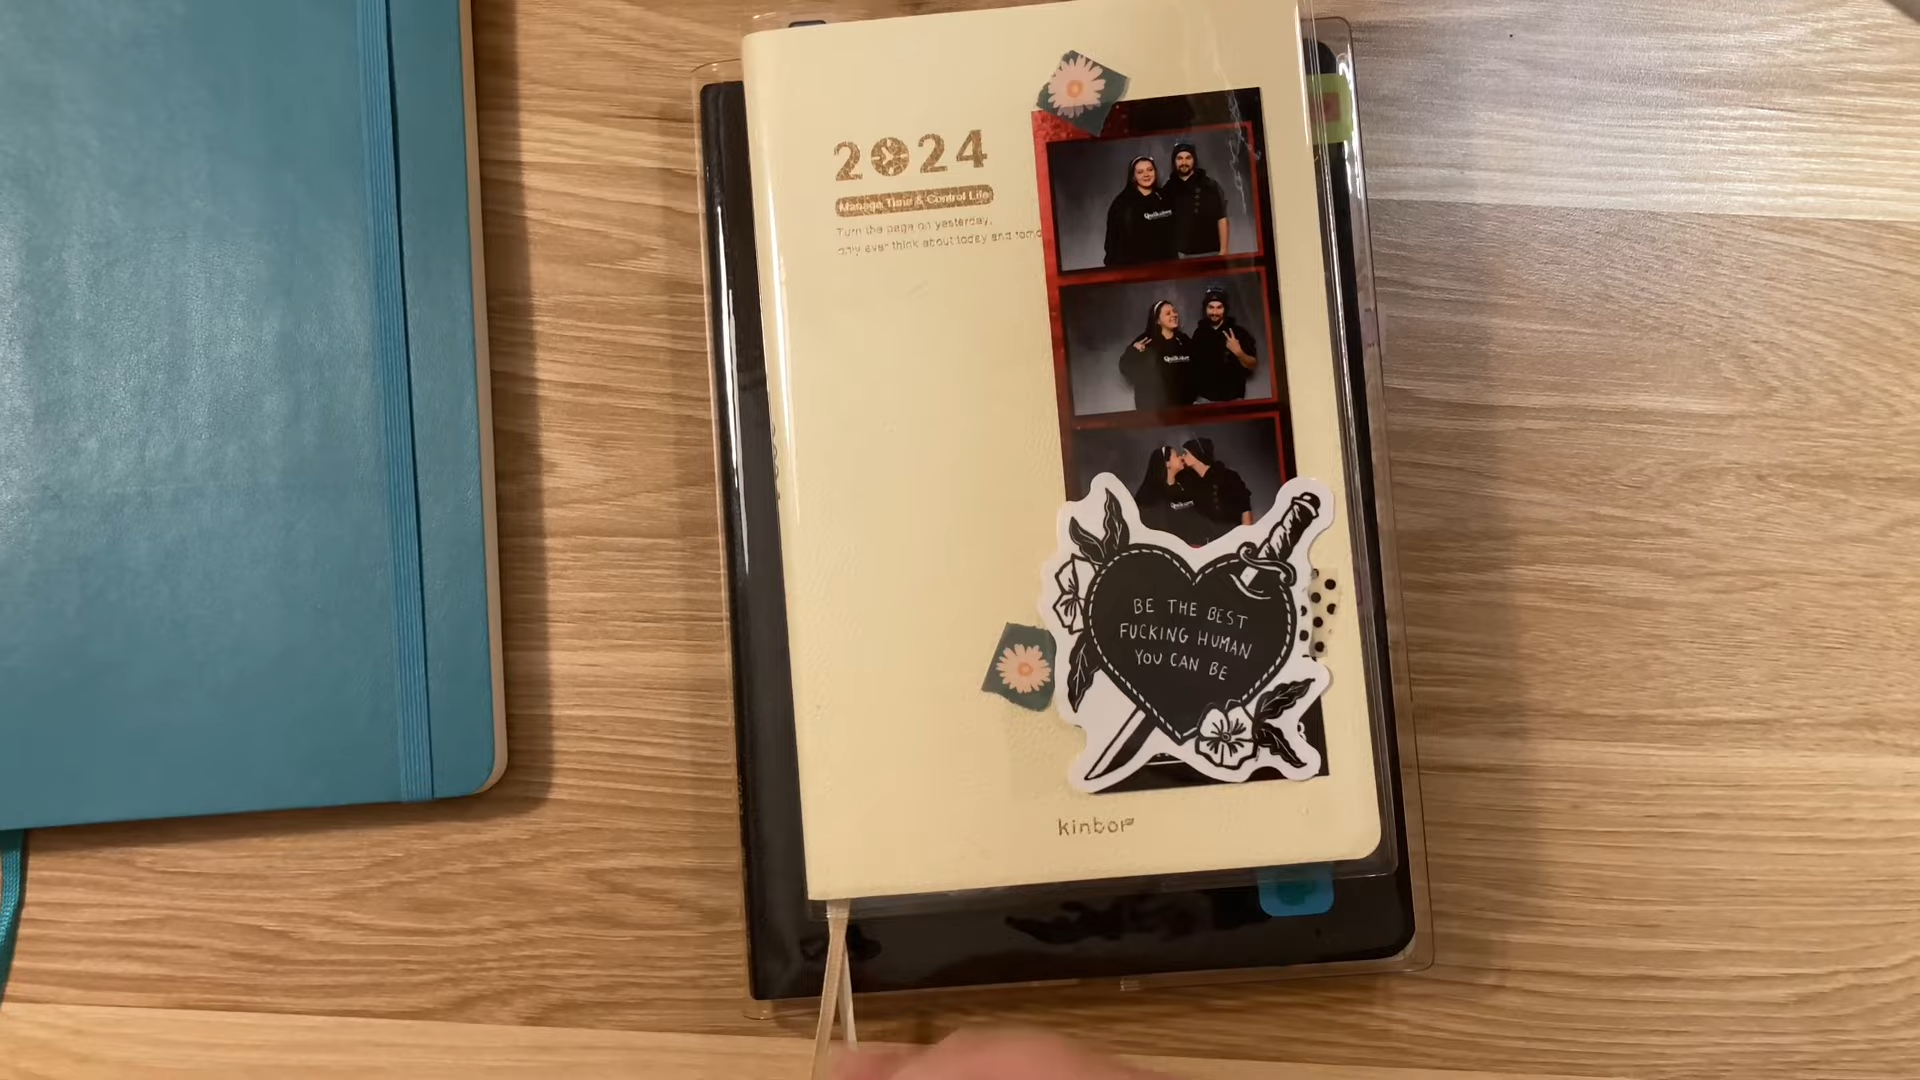 2024
Manage Time & Control Life
Turn the page on yesterday,
only ever think about today and tomo
BE THE BEST
FUCKING HUMAN
YOU CAN BE
kinbor